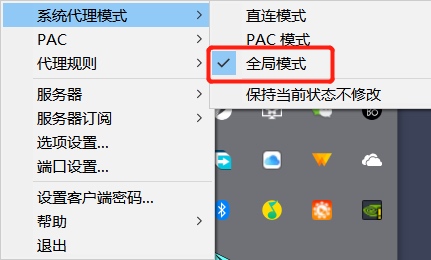 系统代理模式
PAC
代理规则
服务器
服务器订阅
选项设置...
端口设置...
设置客户端密码...
帮助
退出
直连模式
PAC 模式
全局模式
保持当前状态不修改
BO